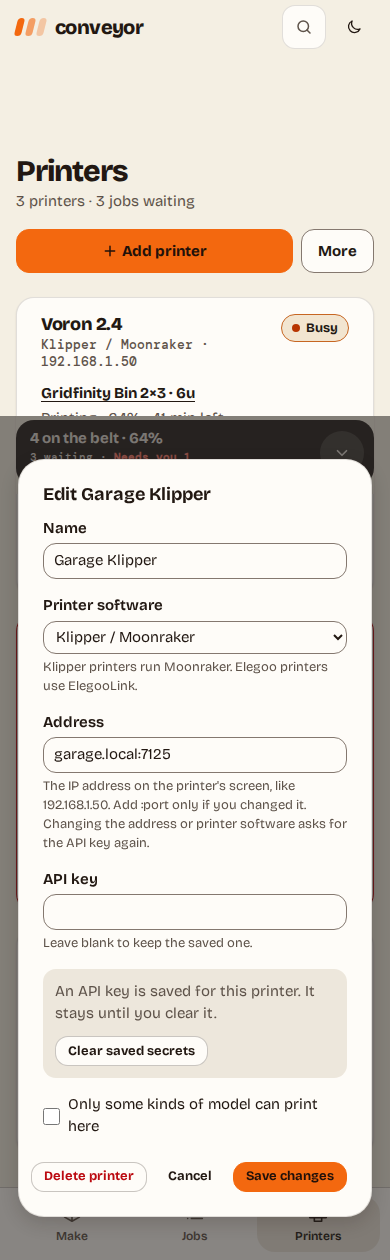 conveyor
Printers
3 printers · 3 jobs waiting
+ Add printer
More
Voron 2.4
Busy
Klipper / Moonraker ·
192.168.1.50
Gridfinity Bin 2×3 · 6u
4 on the belt · 64%
3 waiting · Needs you 1
Edit Garage Klipper
Name
Garage Klipper
Printer software
Klipper / Moonraker
Klipper printers run Moonraker. Elegoo printers
use ElegooLink.
Address
garage.local:7125
The IP address on the printer's screen, like
192.168.1.50. Add :port only if you changed it.
Changing the address or printer software asks for
the API key again.
API key
Leave blank to keep the saved one.
An API key is saved for this printer. It
stays until you clear it.
Clear saved secrets
Only some kinds of model can print
here
Delete printer
Cancel
Save changes
Make
Jobs
Printers